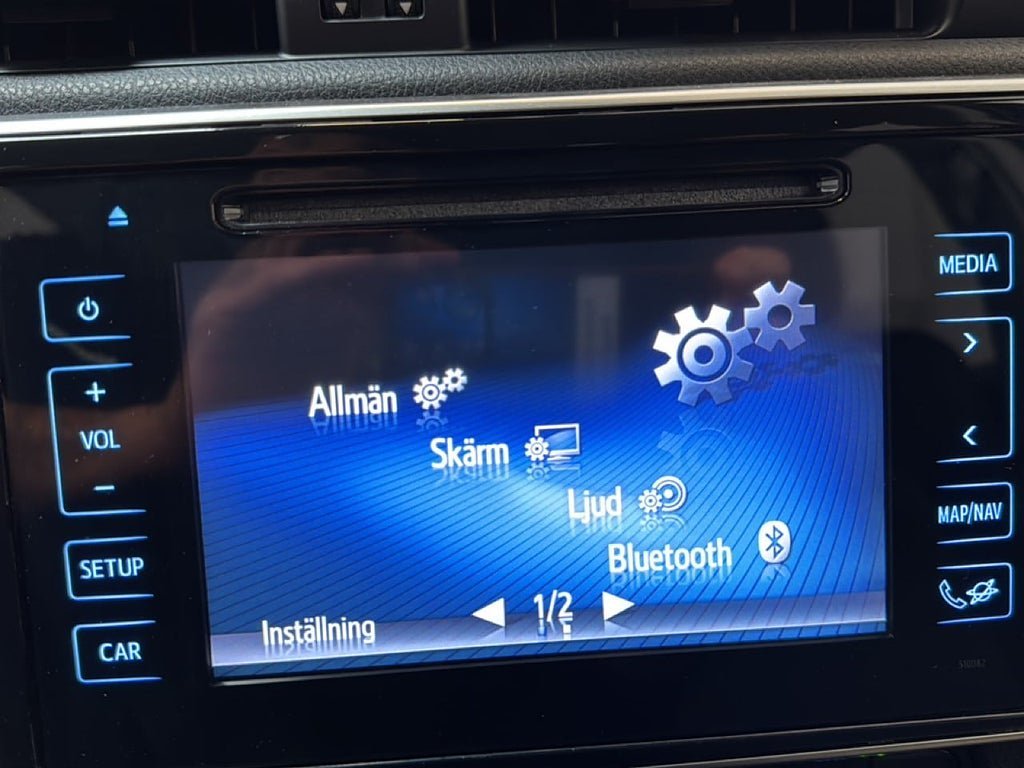 MEDIA
+
VOL
-
SETUP
CAR
Allmän
Skärm
Ljud
Bluetooth
1/2
Inställning
MAP/NAV